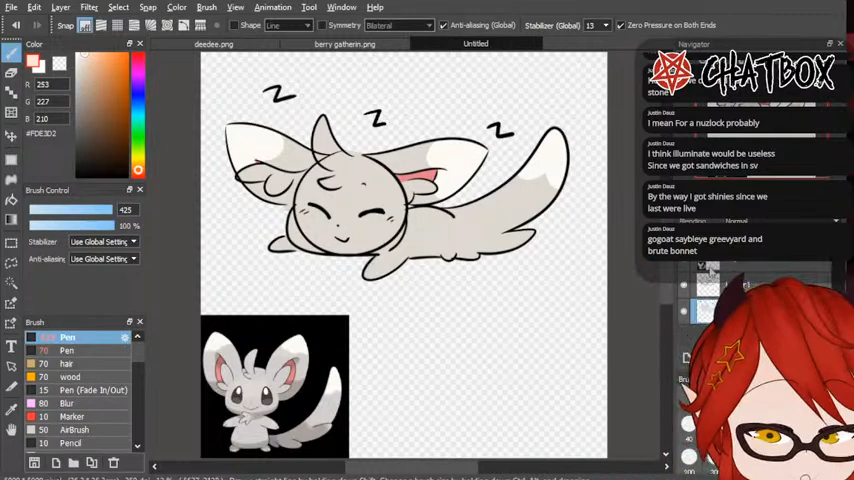 File Edit Layer Filter Select Snap Color Brush View Animation Tool Window Help
Snap Shape Line Symmetry Bilateral Anti-aliasing (Global) Stabilizer (Global) 13 Zero Pressure on Both Ends
Color
deedee.png berry gatherin.png Untitled
Navigator
CHATBOX
R 253
G 227
B 210
#FDE3D2
Brush Control
425
100 %
Stabilizer Use Global Setting
Anti-aliasing Use Global Setting
Brush
Pen
70 Pen
70 hair
70 wood
15 Pen (Fade In/Out)
80 Blur
10 Marker
50 AirBrush
10 Pencil
Z
Z
Z
stone
Justin Dauz
I mean For a nuzlock probably
Justin Dauz
I think illuminate would be useless
Since we got sandwiches in sv
Justin Dauz
By the way I got shinies since we
last were live
Justin Dauz
gogoat saybleye greevyard and
brute bonnet
40